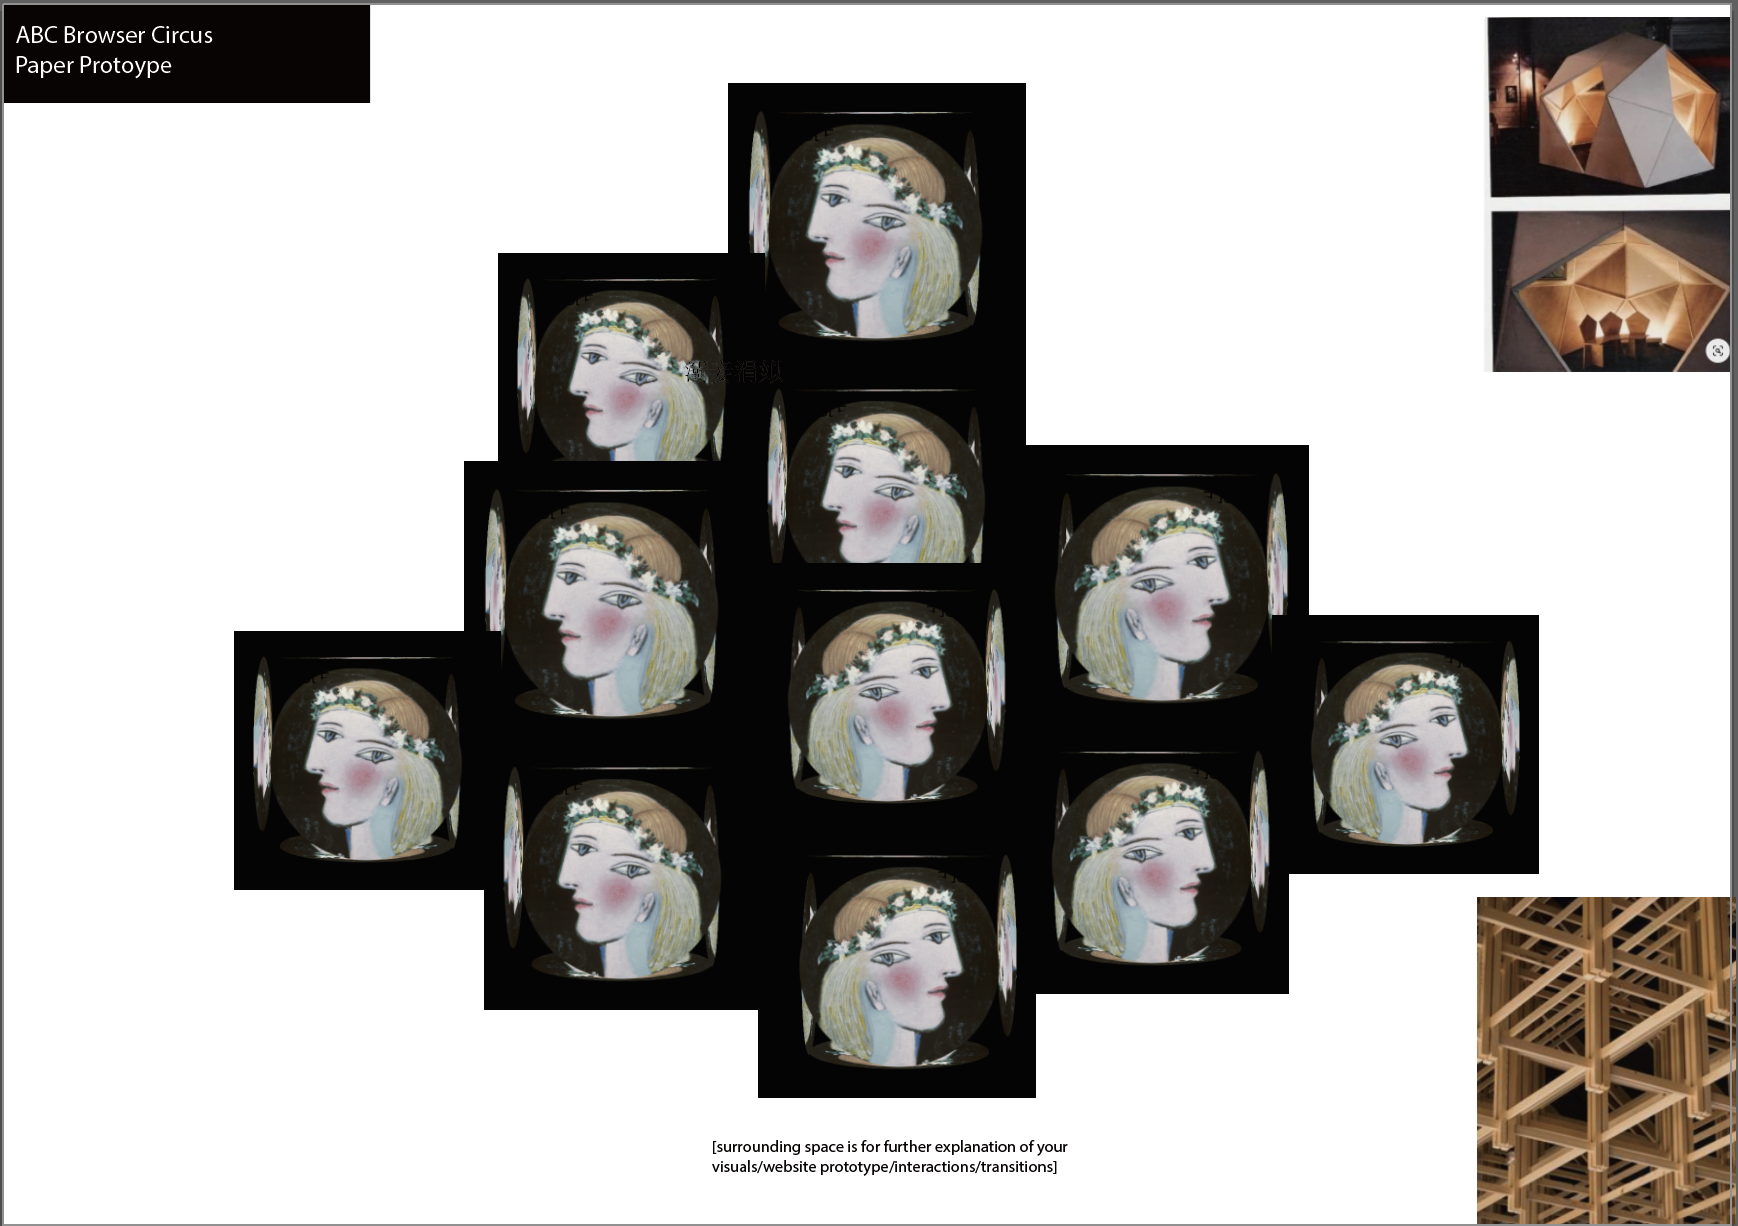 ABC Browser Circus
Paper Protoype
[surrounding space is for further explanation of your
visuals/website prototype/interactions/transitions]